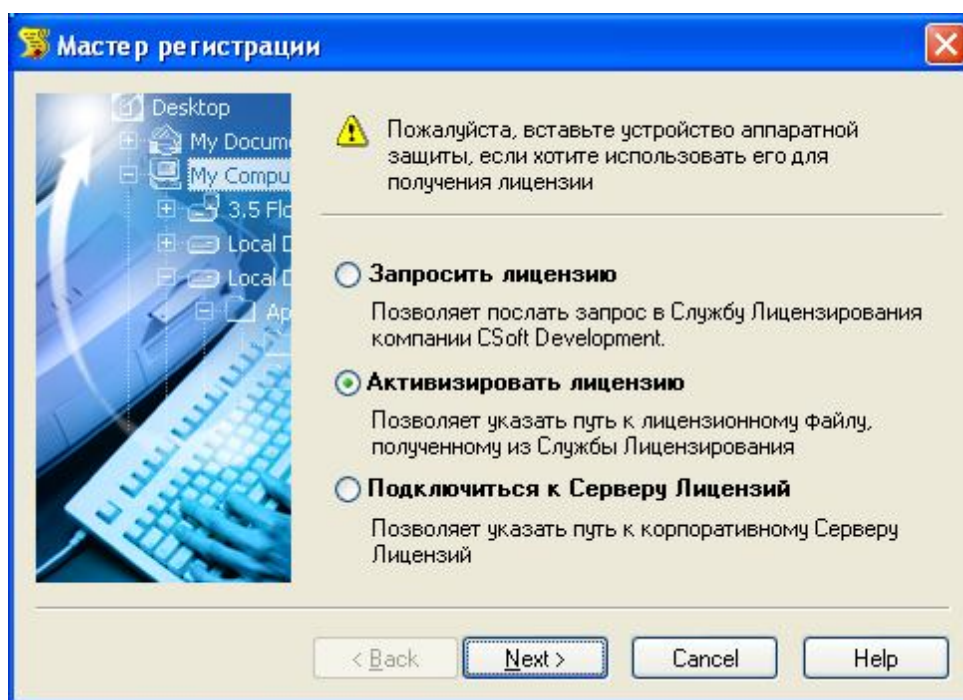 Мастер регистрации
Desktop
My Docum
My Compu
3.5 Flo
Local D
Local D
Ap
Пожалуйста, вставьте устройство аппаратной
защиты, если хотите использовать его для
получения лицензии
Запросить лицензию
Позволяет послать запрос в Службу Лицензирования
компании CSoft Development.
Активизировать лицензию
Позволяет указать путь к лицензионному файлу,
полученному из Службы Лицензирования
Подключиться к Серверу Лицензий
Позволяет указать путь к корпоративному Серверу
Лицензий
< Back
Next >
Cancel
Help